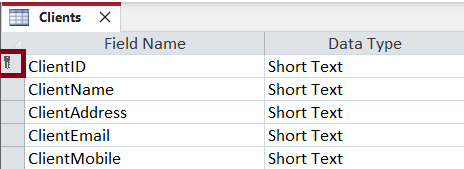 Clients
Field Name Data Type
ClientID Short Text
ClientName Short Text
ClientAddress Short Text
ClientEmail Short Text
ClientMobile Short Text